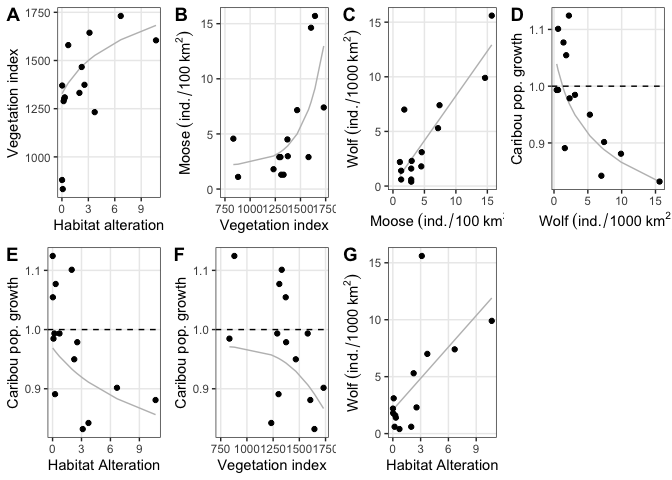 A B C D
Vegetation index
1750
1500
1250
1000
0 3 6 9
Habitat alteration
Moose (ind./100 km²)
15
10
5
0
750 1000 1250 1500 1750
Vegetation index
Wolf (ind./1000 km²)
15
10
5
0
0 5 10 15
Moose (ind./100 km²
Caribou pop. growth
1.1
1.0
0.9
0 5 10 15
Wolf (ind./1000 km²)
E F G
Caribou pop. growth
1.1
1.0
0.9
0 3 6 9
Habitat Alteration
Caribou pop. growth
1.1
1.0
0.9
750 1000 1250 1500 1750
Vegetation index
Wolf (ind./1000 km²)
15
10
5
0
0 3 6 9
Habitat Alteration